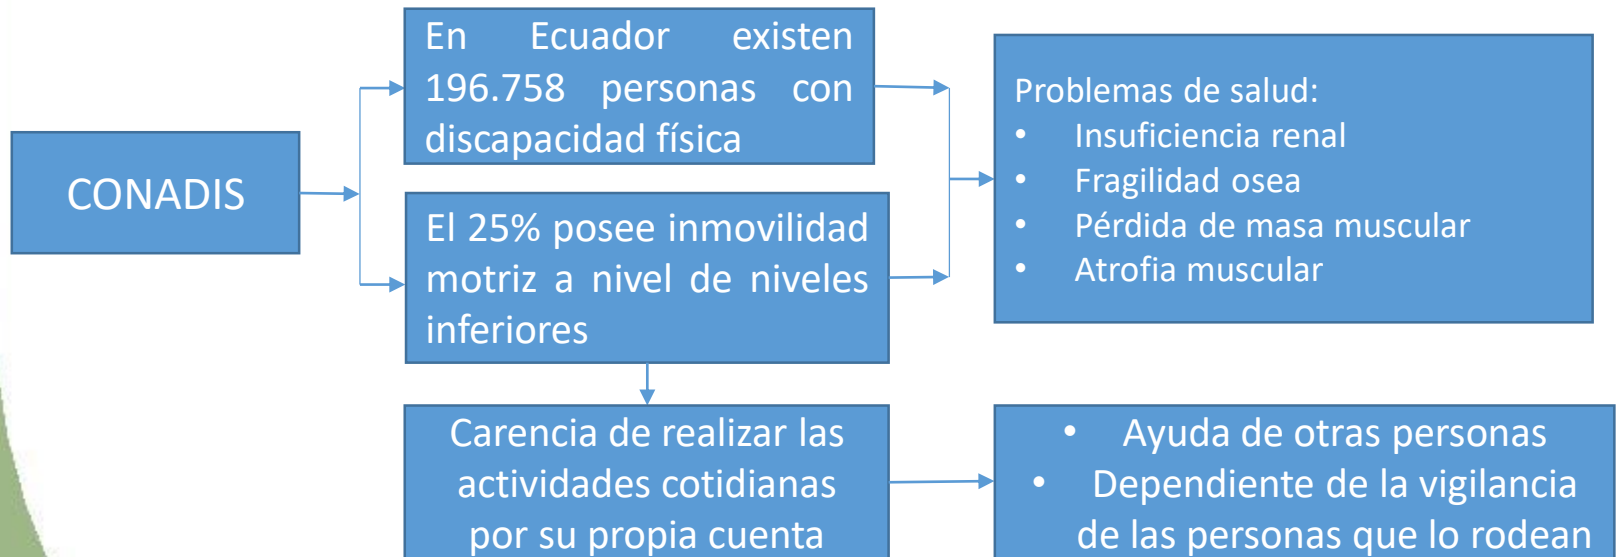 CONADIS
En Ecuador existen
196.758 personas con
discapacidad física
El 25% posee inmovilidad
motriz a nivel de niveles
inferiores
Problemas de salud:
• Insuficiencia renal
• Fragilidad osea
• Pérdida de masa muscular
• Atrofia muscular
Carencia de realizar las
actividades cotidianas
por su propia cuenta
• Ayuda de otras personas
• Dependiente de la vigilancia
de las personas que lo rodean